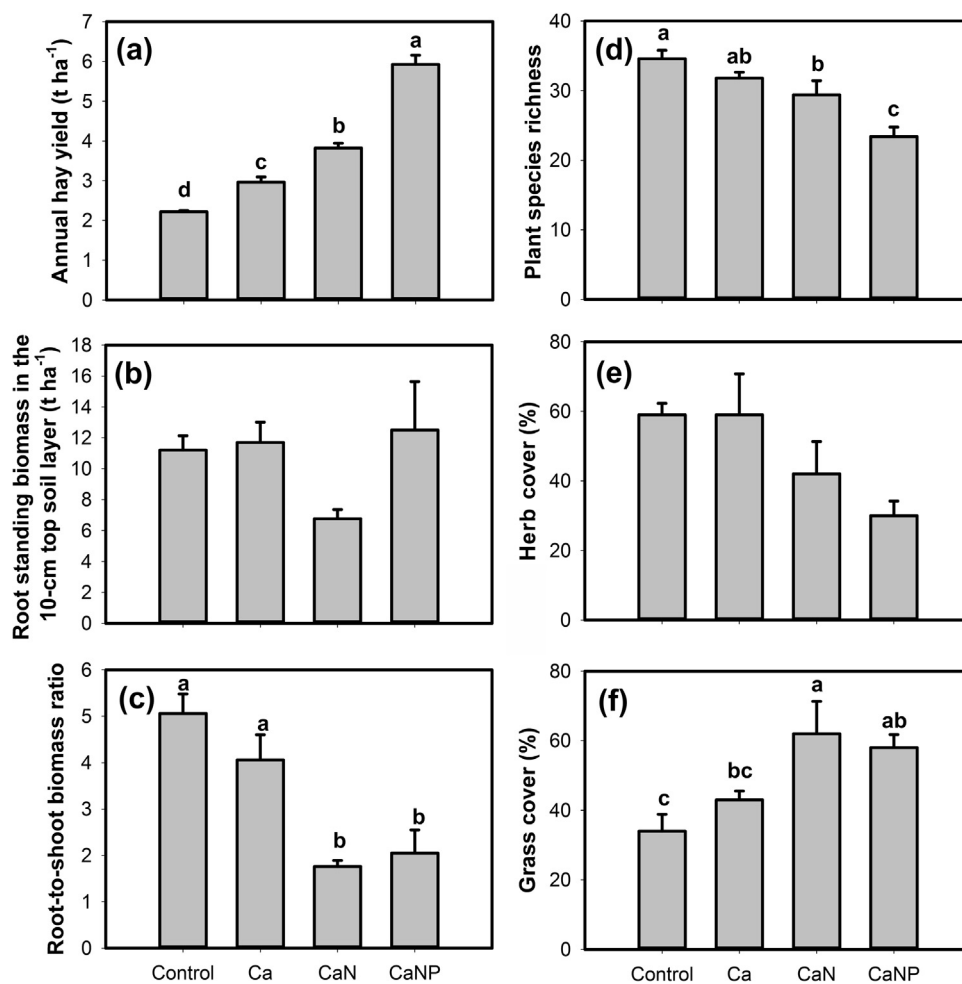 (a)
Annual hay yield (t ha⁻¹)
7
6
5
4
3
2
1
0
d
c
b
a
(b)
Root standing biomass in the
10-cm top soil layer (t ha⁻¹)
18
16
14
12
10
8
6
4
2
0
(c)
Root-to-shoot biomass ratio
6
5
4
3
2
1
0
a
a
b
b
Control Ca CaN CaNP
(d)
Plant species richness
40
30
20
10
0
a
ab
b
c
(e)
Herb cover (%)
80
60
40
20
0
(f)
Grass cover (%)
80
60
40
20
0
c
bc
a
ab
Control Ca CaN CaNP